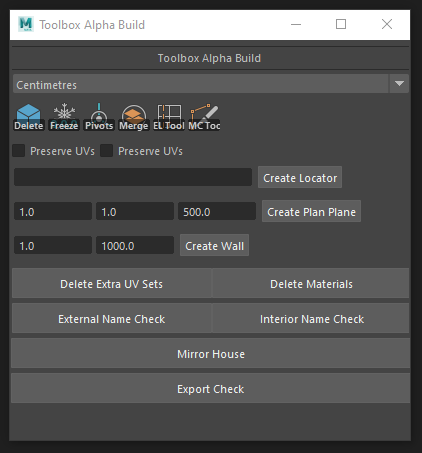 Toolbox Alpha Build
Toolbox Alpha Build
Centimetres
Delete Freeze Pivots Merge EL Tool MC Toc
Preserve UVs Preserve UVs
Create Locator
1.0 1.0 500.0 Create Plan Plane
1.0 1000.0 Create Wall
Delete Extra UV Sets Delete Materials
External Name Check Interior Name Check
Mirror House
Export Check